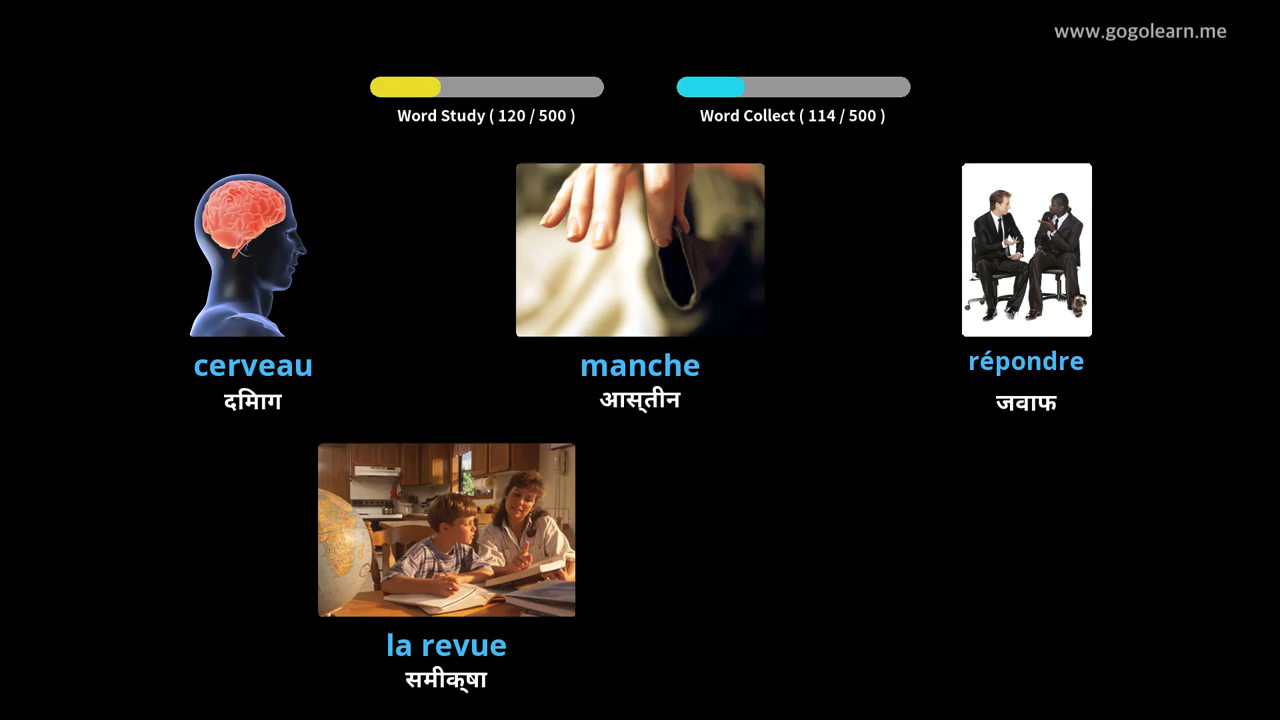 www.gogolearn.me
Word Study ( 120 / 500 )
Word Collect ( 114 / 500 )
cerveau
दिमाग
manche
आस्तीन
répondre
जवाफ
la revue
समीक्षा